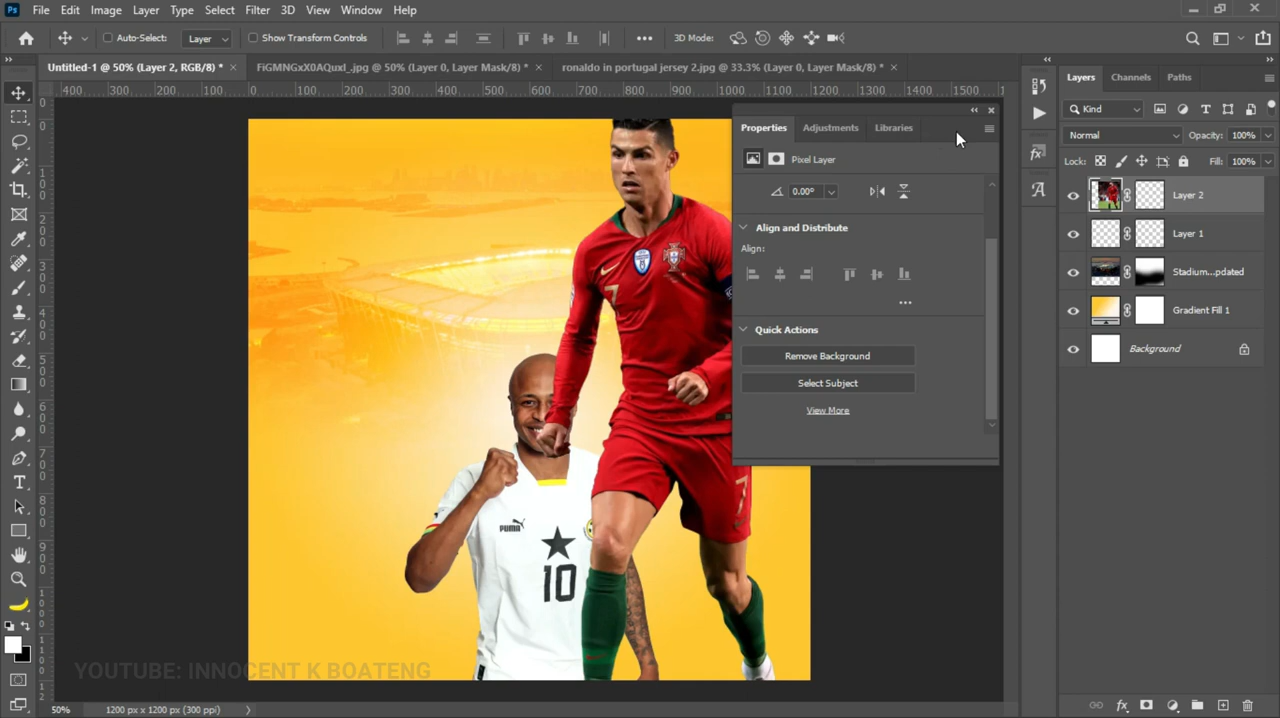 Ps File Edit Image Layer Type Select Filter 3D View Window Help
Auto-Select: Layer Show Transform Controls 3D Mode:
Untitled-1 @ 50% (Layer 2, RGB/8) * × FiGMNGxX0AQuxI_.jpg @ 50% (Layer 0, Layer Mask/8) * × ronaldo in portugal jersey 2.jpg @ 33.3% (Layer 0, Layer Mask/8) * ×
400 300 200 100 0 100 200 300 400 500 600 700 800 900 1000 1100 1200 1300 1400 1500
Properties Adjustments Libraries
Pixel Layer
0.00°
Align and Distribute
Align:
Quick Actions
Remove Background
Select Subject
View More
Layers Channels Paths
Kind
Normal Opacity: 100%
Lock: Fill: 100%
Layer 2
Layer 1
Stadium...pdated
Gradient Fill 1
Background
7
7
PUMA
10
YOUTUBE: INNOCENT K BOATENG
50% 1200 px x 1200 px (300 ppi)